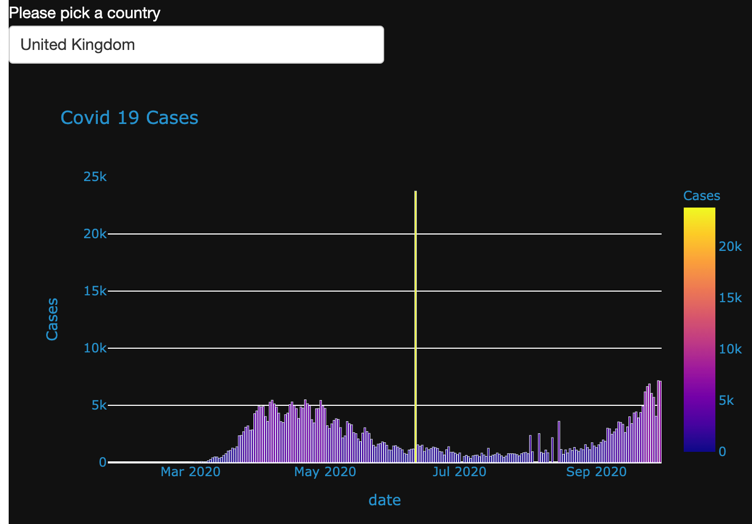 Please pick a country
United Kingdom
Covid 19 Cases
25k
20k
15k
10k
5k
0
Cases
Mar 2020
May 2020
Jul 2020
Sep 2020
date
Cases
20k
15k
10k
5k
0